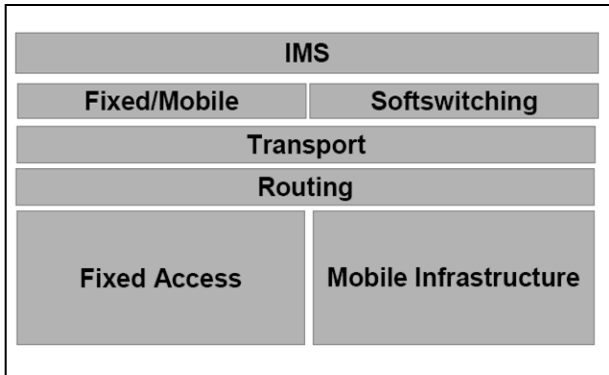 IMS
Fixed/Mobile Softswitching
Transport
Routing
Fixed Access Mobile Infrastructure